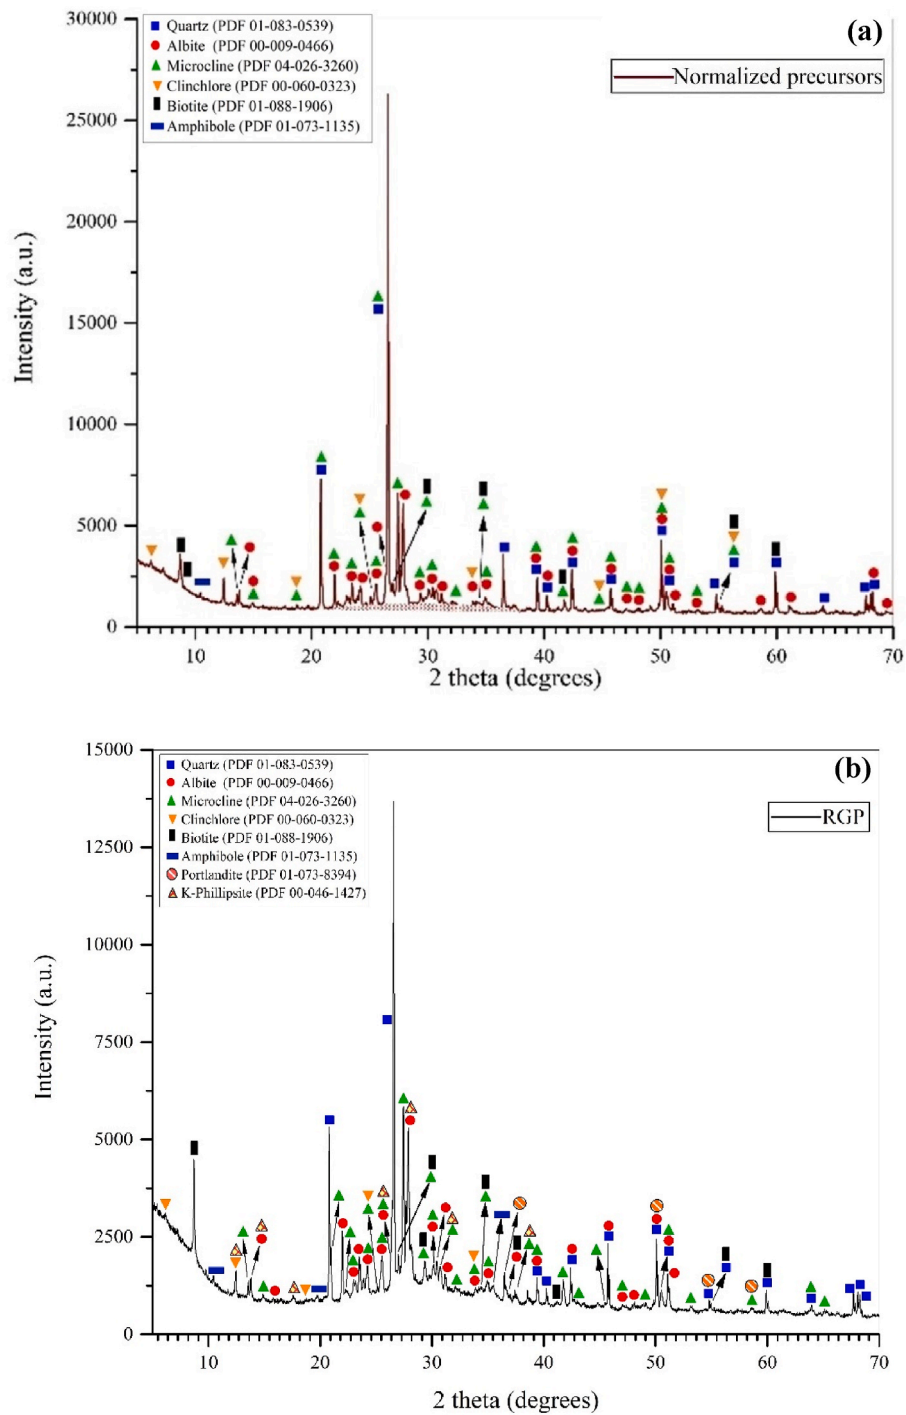 (a)
Quartz (PDF 01-083-0539)
Albite (PDF 00-009-0466)
Microcline (PDF 04-026-3260)
Clinchlore (PDF 00-060-0323)
Biotite (PDF 01-088-1906)
Amphibole (PDF 01-073-1135)
Normalized precursors
Intensity (a.u.)
30000
25000
20000
15000
10000
5000
0
10 20 30 40 50 60 70
2 theta (degrees)
(b)
Quartz (PDF 01-083-0539)
Albite (PDF 00-009-0466)
Microcline (PDF 04-026-3260)
Clinchlore (PDF 00-060-0323)
Biotite (PDF 01-088-1906)
Amphibole (PDF 01-073-1135)
Portlandite (PDF 01-073-8394)
K-Phillipsite (PDF 00-046-1427)
RGP
Intensity (a.u.)
15000
12500
10000
7500
5000
2500
0
10 20 30 40 50 60 70
2 theta (degrees)